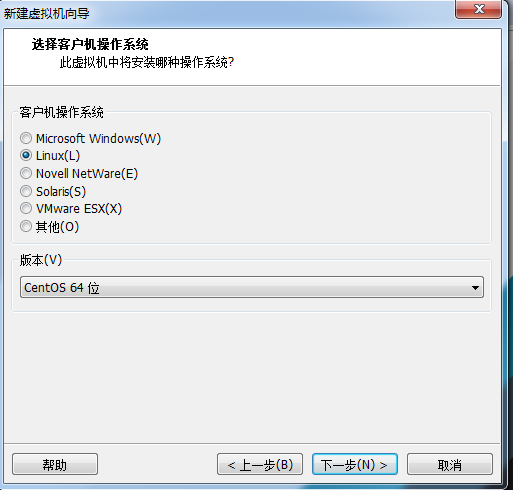 新建虚拟机向导
选择客户机操作系统
此虚拟机中将安装哪种操作系统?
客户机操作系统
Microsoft Windows(W)
Linux(L)
Novell NetWare(E)
Solaris(S)
VMware ESX(X)
其他(O)
版本(V)
CentOS 64 位
帮助 < 上一步(B) 下一步(N) > 取消